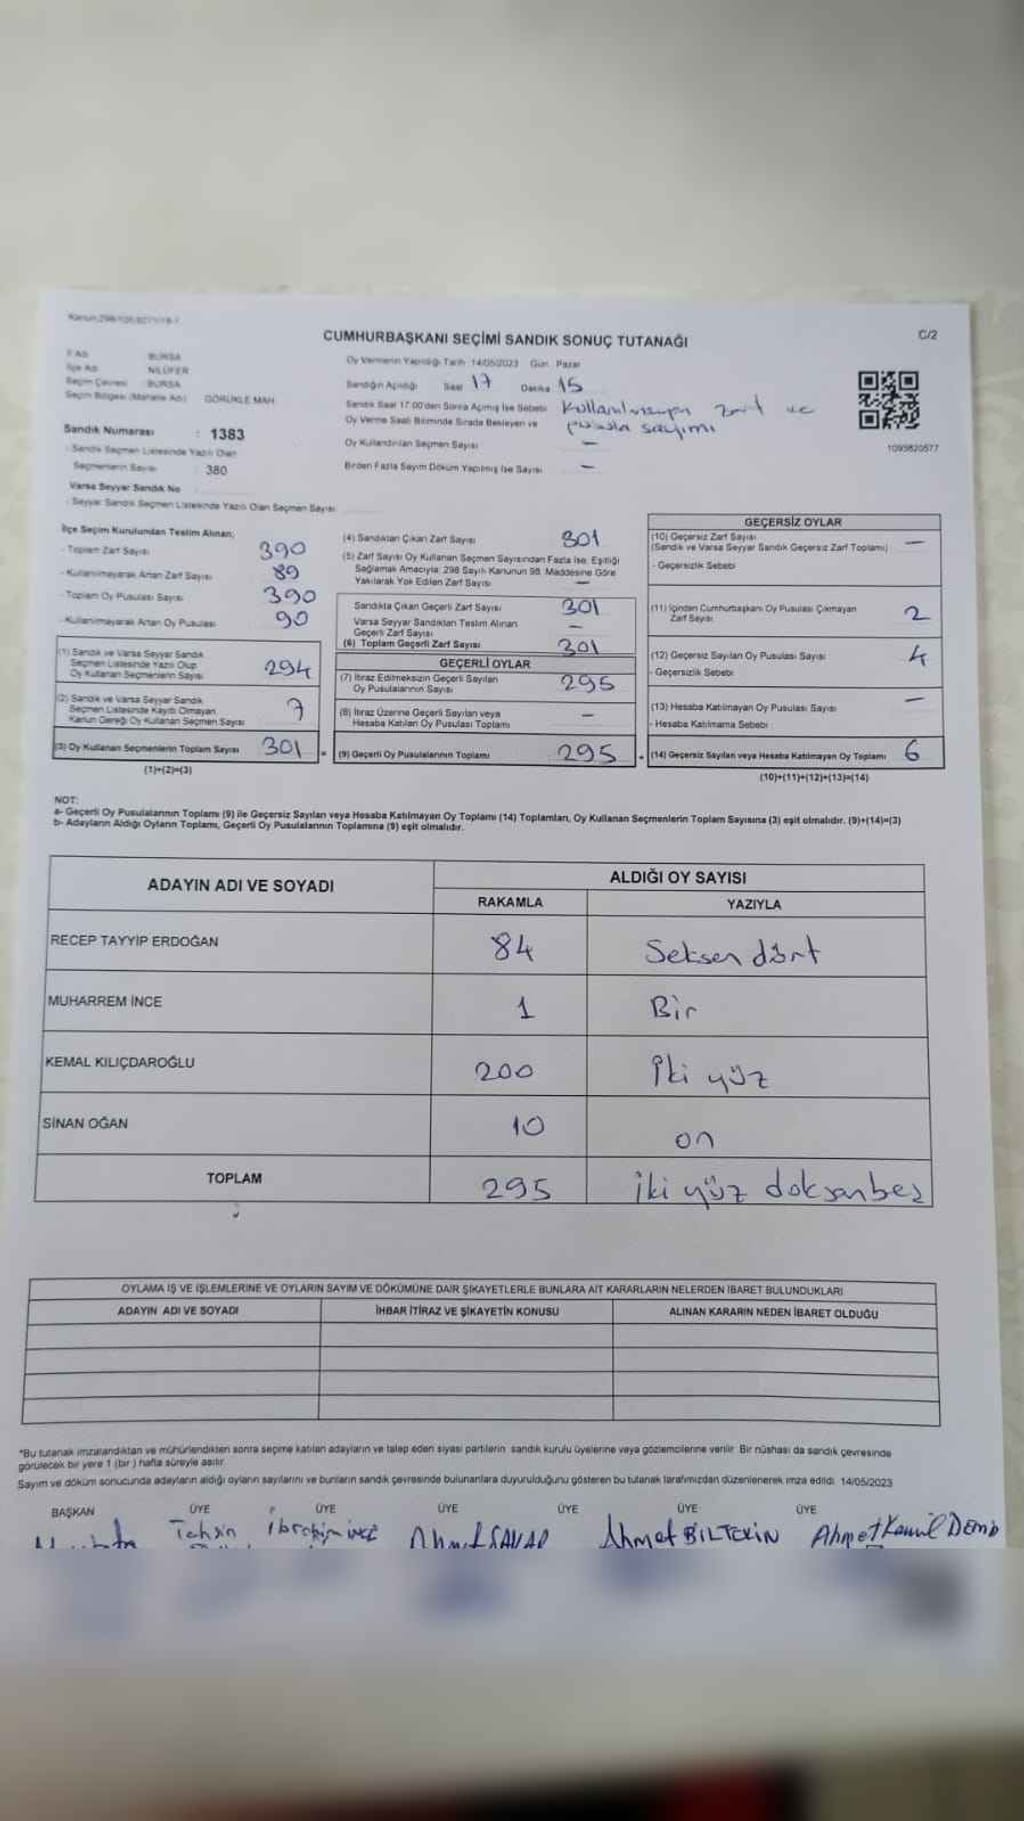 CUMHURBAŞKANI SEÇİMİ SANDIK SONUÇ TUTANAĞI
C/2
İl Adı BURSA
İlçe Adı NİLÜFER
Seçim Çevresi BURSA
Seçim Bölgesi (Mahalle Adı) GÖRÜKLE MAH.
Sandık Numarası : 1383
- Sandık Seçmen Listesinde Yazılı Olan
Seçmenlerin Sayısı : 380
Varsa Seyyar Sandık No
- Seyyar Sandık Seçmen Listesinde Yazılı Olan Seçmen Sayısı
Oy Vermenin Yapıldığı Tarih 14/05/2023 Gün Pazar
Sandığın Açıldığı Saat 17 Dakika 15
Sandık Saat 17:00'den Sonra Açılmış İse Sebebi Kullanılmayan zarf ve
pusula sayımı
Oy Verme Saati Bitiminde Sırada Bekleyen ve
Oy Kullandırılan Seçmen Sayısı —
Birden Fazla Sayım Döküm Yapılmış İse Sayısı —
1095820577
İlçe Seçim Kurulundan Teslim Alınan;
- Toplam Zarf Sayısı 390
- Kullanılmayarak Artan Zarf Sayısı 89
- Toplam Oy Pusulası Sayısı 390
- Kullanılmayarak Artan Oy Pusulası 90
(1) Sandık ve Varsa Seyyar Sandık
Seçmen Listesinde Yazılı Olup
Oy Kullanan Seçmenlerin Sayısı 294
(2) Sandık ve Varsa Seyyar Sandık
Seçmen Listesinde Kayıtlı Olmayan
Kanun Gereği Oy Kullanan Seçmen Sayısı 7
(3) Oy Kullanan Seçmenlerin Toplam Sayısı 301
(1)+(2)=(3)
(4) Sandıktan Çıkan Zarf Sayısı 301
(5) Zarf Sayısı Oy Kullanan Seçmen Sayısından Fazla İse, Eşitliği
Sağlamak Amacıyla; 298 Sayılı Kanunun 98. Maddesine Göre
Yakılarak Yok Edilen Zarf Sayısı —
Sandıkta Çıkan Geçerli Zarf Sayısı 301
Varsa Seyyar Sandıktan Teslim Alınan
Geçerli Zarf Sayısı —
(6) Toplam Geçerli Zarf Sayısı 301
GEÇERLİ OYLAR
(7) İtiraz Edilmeksizin Geçerli Sayılan
Oy Pusulalarının Sayısı 295
(8) İtiraz Üzerine Geçerli Sayılan veya
Hesaba Katılan Oy Pusulası Toplamı —
= (9) Geçerli Oy Pusulalarının Toplamı 295
GEÇERSİZ OYLAR
(10) Geçersiz Zarf Sayısı —
(Sandık ve Varsa Seyyar Sandık Geçersiz Zarf Toplamı)
- Geçersizlik Sebebi
(11) İçinden Cumhurbaşkanı Oy Pusulası Çıkmayan
Zarf Sayısı 2
(12) Geçersiz Sayılan Oy Pusulası Sayısı 4
- Geçersizlik Sebebi
(13) Hesaba Katılmayan Oy Pusulası Sayısı —
- Hesaba Katılmama Sebebi
(14) Geçersiz Sayılan veya Hesaba Katılmayan Oy Toplamı 6
(10)+(11)+(12)+(13)=(14)
NOT:
a- Geçerli Oy Pusulalarının Toplamı (9) ile Geçersiz Sayılan veya Hesaba Katılmayan Oy Toplamı (14) Toplamları, Oy Kullanan Seçmenlerin Toplam Sayısına (3) eşit olmalıdır. (9)+(14)=(3)
b- Adayların Aldığı Oyların Toplamı, Geçerli Oy Pusulalarının Toplamına (9) eşit olmalıdır.
ADAYIN ADI VE SOYADI
ALDIĞI OY SAYISI
RAKAMLA YAZIYLA
RECEP TAYYİP ERDOĞAN 84 Seksen dört
MUHARREM İNCE 1 Bir
KEMAL KILIÇDAROĞLU 200 İki yüz
SİNAN OĞAN 10 on
TOPLAM 295 iki yüz doksanbeş
OYLAMA İŞ VE İŞLEMLERİNE VE OYLARIN SAYIM VE DÖKÜMÜNE DAİR ŞİKAYETLERLE BUNLARA AİT KARARLARIN NELERDEN İBARET BULUNDUKLARI
ADAYIN ADI VE SOYADI İHBAR İTİRAZ VE ŞİKAYETİN KONUSU ALINAN KARARIN NEDEN İBARET OLDUĞU
*Bu tutanak imzalandıktan ve mühürlendikten sonra seçime katılan adayların ve talep eden siyasi partilerin sandık kurulu üyelerine veya gözlemcilerine verilir. Bir nüshası da sandık çevresinde
görülecek bir yere 1 (bir) hafta süreyle asılır.
Sayım ve döküm sonucunda adayların aldığı oyların sayılarını ve bunların sandık çevresinde bulunanlara duyurulduğunu gösteren bu tutanak tarafımızdan düzenlenerek imza edildi. 14/05/2023
BAŞKAN ÜYE ÜYE ÜYE ÜYE ÜYE ÜYE
Tahsin İbrahim ince Ahmet Ahmet BİLTEKİN Ahmet Kamil Demir